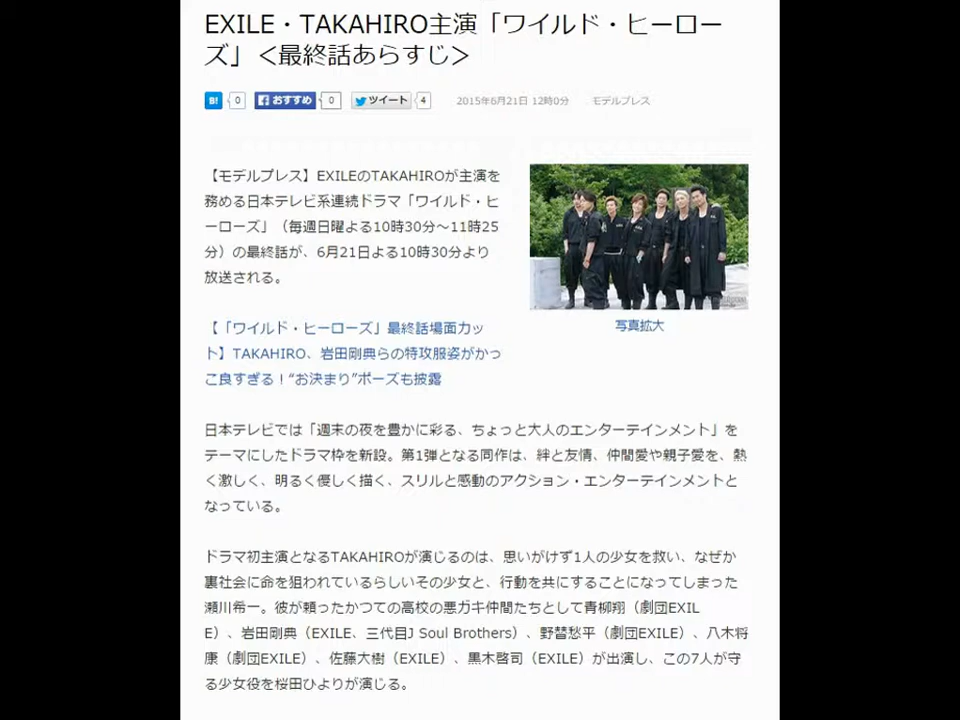 EXILE・TAKAHIRO主演「ワイルド・ヒーロー
ズ」＜最終話あらすじ＞
B! 0 おすすめ 0 ツイート 4 2015年6月21日 12時0分 モデルプレス
【モデルプレス】EXILEのTAKAHIROが主演を
務める日本テレビ系連続ドラマ「ワイルド・ヒ
ーローズ」（毎週日曜よる10時30分～11時25
分）の最終話が、6月21日よる10時30分より
放送される。
写真拡大
【「ワイルド・ヒーローズ」最終話場面カッ
ト】TAKAHIRO、岩田剛典らの特攻服姿がかっ
こ良すぎる！“お決まり”ポーズも披露
日本テレビでは「週末の夜を豊かに彩る、ちょっと大人のエンターテインメント」を
テーマにしたドラマ枠を新設。第1弾となる同作は、絆と友情、仲間愛や親子愛を、熱
く激しく、明るく優しく描く、スリルと感動のアクション・エンターテインメントと
なっている。
ドラマ初主演となるTAKAHIROが演じるのは、思いがけず1人の少女を救い、なぜか
裏社会に命を狙われているらしいその少女と、行動を共にすることになってしまった
瀬川希一。彼が頼ったかつての高校の悪ガキ仲間たちとして青柳翔（劇団EXIL
E）、岩田剛典（EXILE、三代目J Soul Brothers）、野替愁平（劇団EXILE）、八木将
康（劇団EXILE）、佐藤大樹（EXILE）、黒木啓司（EXILE）が出演し、この7人が守
る少女役を桜田ひよりが演じる。